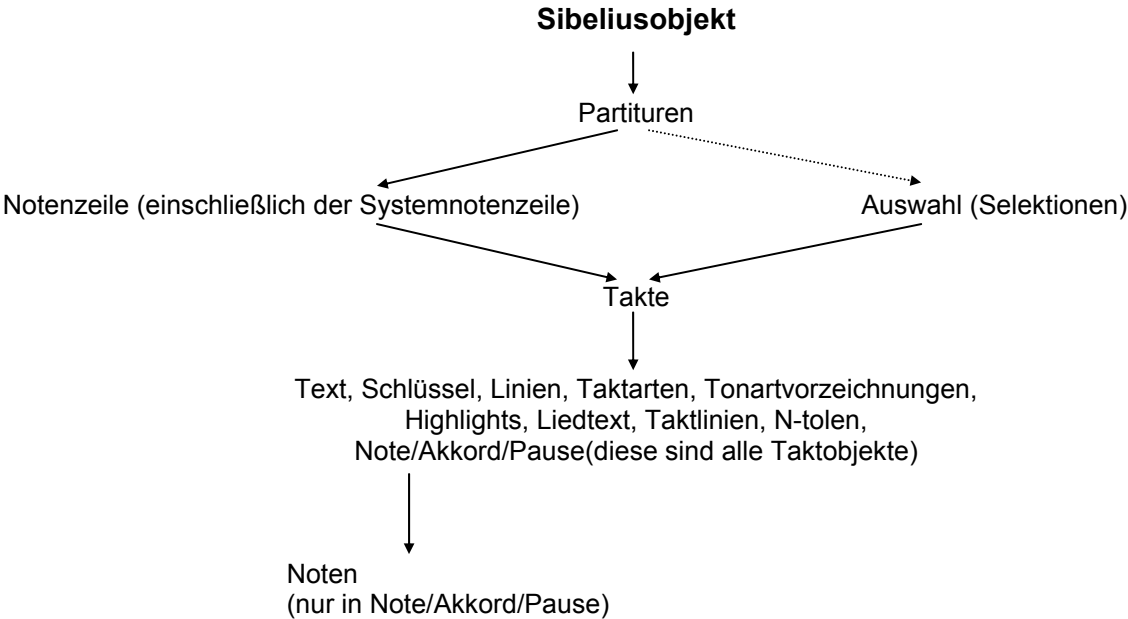 Sibeliusobjekt
Partituren
Notenzeile (einschließlich der Systemnotenzeile)
Auswahl (Selektionen)
Takte
Text, Schlüssel, Linien, Taktarten, Tonartvorzeichnungen,
Highlights, Liedtext, Taktlinien, N-tolen,
Note/Akkord/Pause(diese sind alle Taktobjekte)
Noten
(nur in Note/Akkord/Pause)